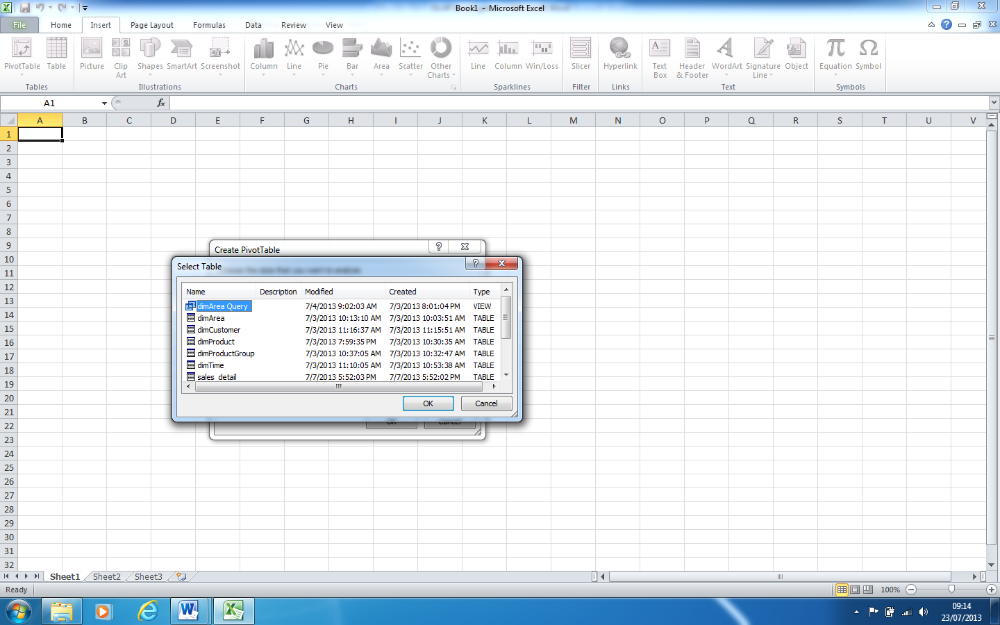 Book1 - Microsoft Excel
File Home Insert Page Layout Formulas Data Review View
PivotTable Table Picture Clip Art Shapes SmartArt Screenshot Column Line Pie Bar Area Scatter Other Charts Line Column Win/Loss Slicer Hyperlink Text Box Header & Footer WordArt Signature Line Object Equation Symbol
Tables Illustrations Charts Sparklines Filter Links Text Symbols
A1 fx
A B C D E F G H I J K L M N O P Q R S T U V
1
2
3
4
5
6
7
8
9
10
11
12
13
14
15
16
17
18
19
20
21
22
23
24
25
26
27
28
29
30
31
32
Create PivotTable
Select Table
Name Description Modified Created Type
dimArea Query 7/4/2013 9:02:03 AM 7/3/2013 8:01:04 PM VIEW
dimArea 7/3/2013 10:13:10 AM 7/3/2013 10:03:51 AM TABLE
dimCustomer 7/3/2013 11:16:37 AM 7/3/2013 11:15:51 AM TABLE
dimProduct 7/3/2013 7:59:35 PM 7/3/2013 10:30:35 AM TABLE
dimProductGroup 7/3/2013 10:37:05 AM 7/3/2013 10:32:47 AM TABLE
dimTime 7/3/2013 11:10:05 AM 7/3/2013 10:53:38 AM TABLE
sales_detail 7/7/2013 5:52:03 PM 7/7/2013 5:52:02 PM TABLE
OK Cancel
OK Cancel
Sheet1 Sheet2 Sheet3
Ready 100%
09:14
23/07/2013